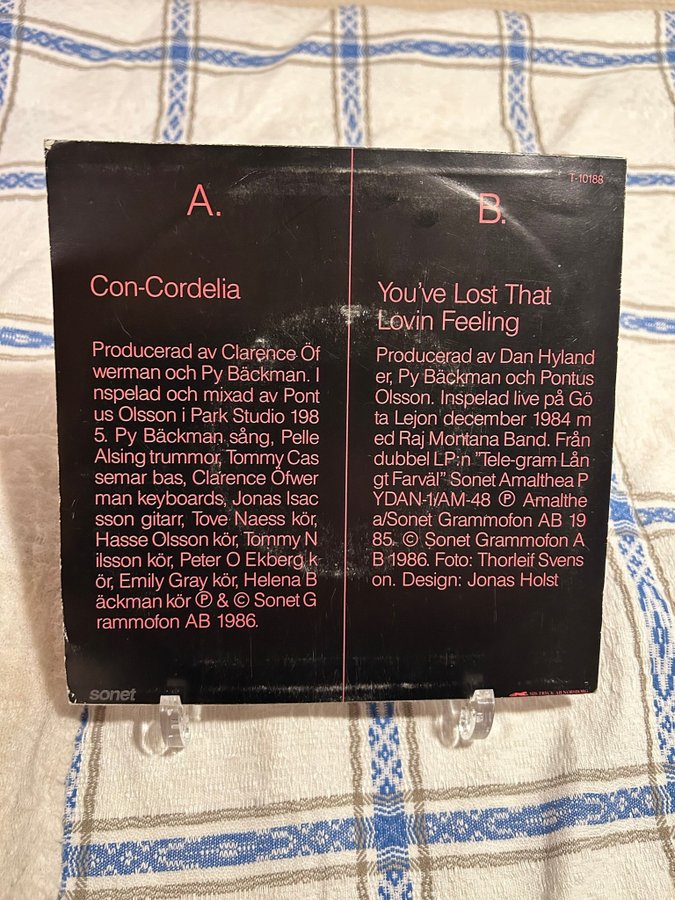 A.
Con-Cordelia
Producerad av Clarence Öf
werman och Py Bäckman. I
nspelad och mixad av Pont
us Olsson i Park Studio 198
5. Py Bäckman sång, Pelle
Alsing trummor, Tommy Cas
semar bas, Clarence Öfwer
man keyboards, Jonas Isac
sson gitarr, Tove Naess kör,
Hasse Olsson kör, Tommy N
ilsson kör, Peter O Ekberg k
ör, Emily Gray kör, Helena B
äckman kör Ⓟ & © Sonet G
rammofon AB 1986.
sonet
T-10188
B.
You've Lost That
Lovin Feeling
Producerad av Dan Hyland
er, Py Bäckman och Pontus
Olsson. Inspelad live på Gö
ta Lejon december 1984 m
ed Raj Montana Band. Från
dubbel LP:n "Tele-gram Lån
gt Farväl" Sonet Amalthea P
YDAN-1/AM-48 Ⓟ Amalthe
a/Sonet Grammofon AB 19
85. © Sonet Grammofon A
B 1986. Foto: Thorleif Svens
on. Design: Jonas Holst